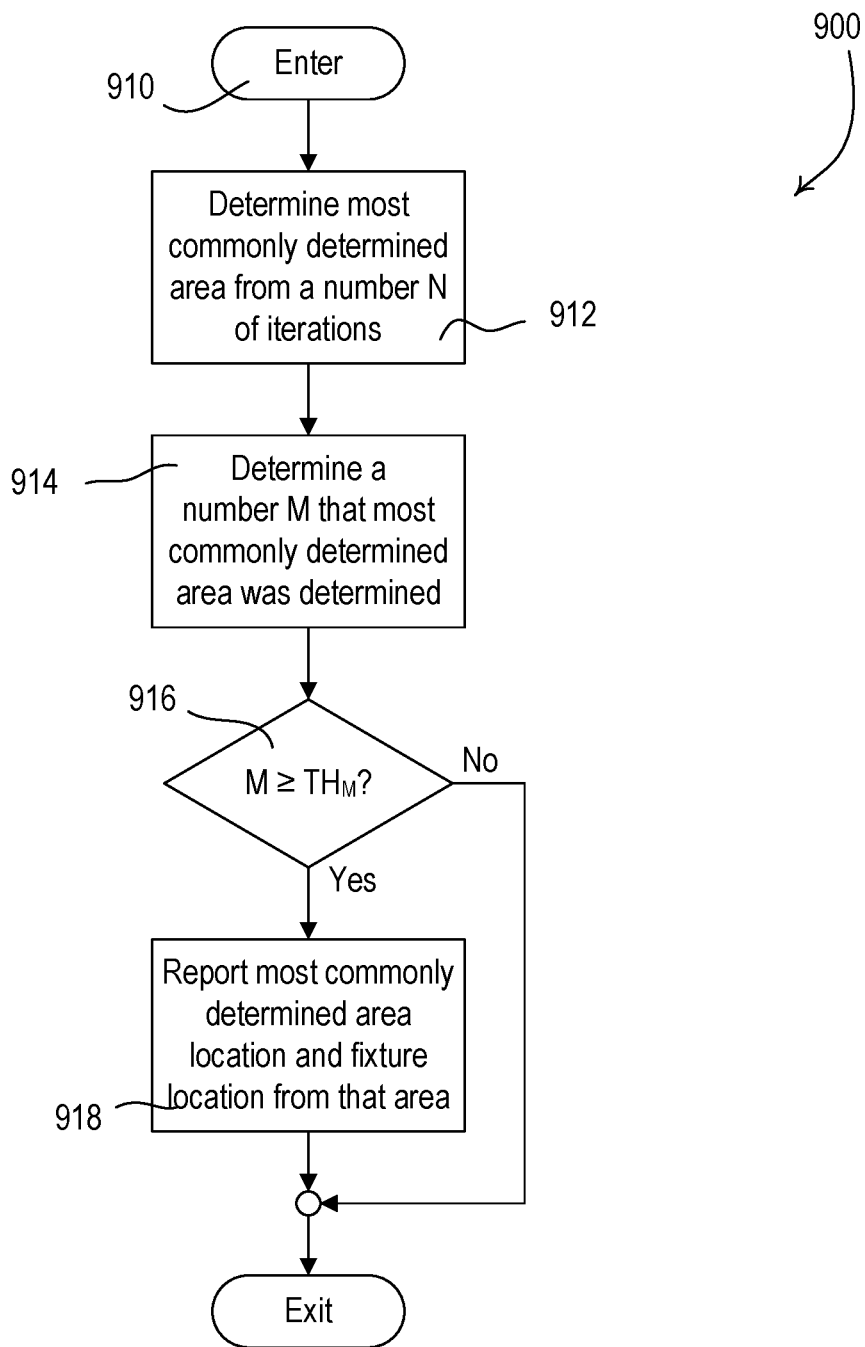 900
Enter
910
Determine most
commonly determined
area from a number N
of iterations
912
914
Determine a
number M that most
commonly determined
area was determined
916
M ≥ THM?
No
Yes
Report most commonly
determined area
location and fixture
location from that area
918
Exit